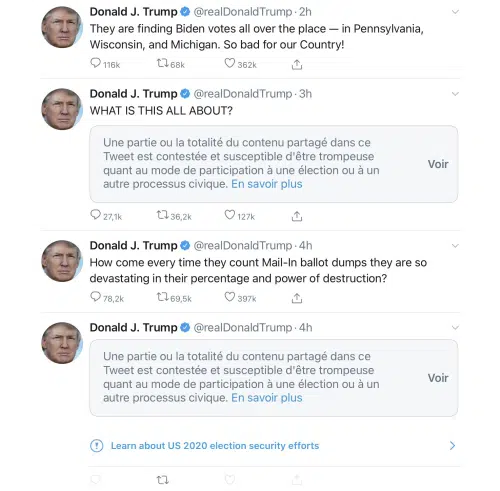 Donald J. Trump @realDonaldTrump · 2h
They are finding Biden votes all over the place — in Pennsylvania,
Wisconsin, and Michigan. So bad for our Country!
116k 68k 362k
Donald J. Trump @realDonaldTrump · 3h
WHAT IS THIS ALL ABOUT?
Une partie ou la totalité du contenu partagé dans ce
Tweet est contestée et susceptible d'être trompeuse
quant au mode de participation à une élection ou à un
autre processus civique. En savoir plus
Voir
27,1k 36,2k 127k
Donald J. Trump @realDonaldTrump · 4h
How come every time they count Mail-In ballot dumps they are so
devastating in their percentage and power of destruction?
78,2k 69,5k 397k
Donald J. Trump @realDonaldTrump · 4h
Une partie ou la totalité du contenu partagé dans ce
Tweet est contestée et susceptible d'être trompeuse
quant au mode de participation à une élection ou à un
autre processus civique. En savoir plus
Voir
Learn about US 2020 election security efforts